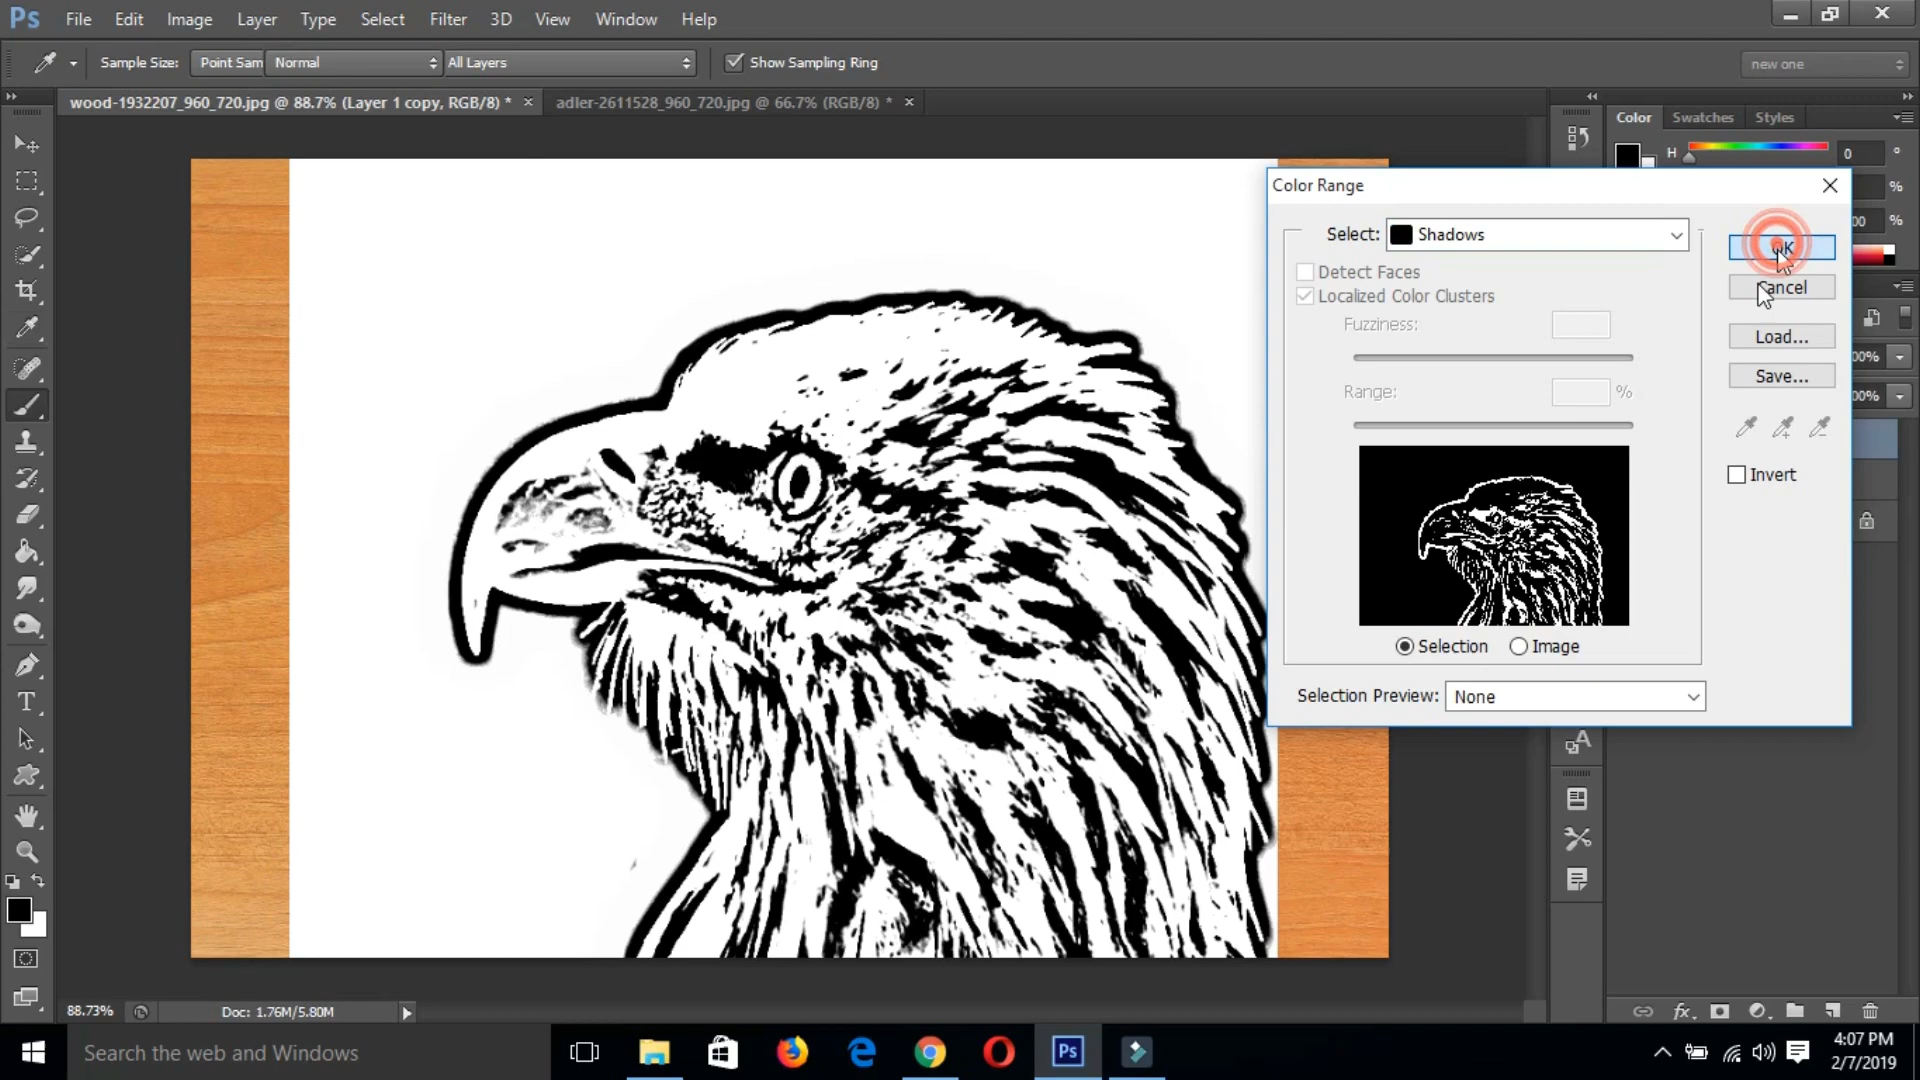 Ps File Edit Image Layer Type Select Filter 3D View Window Help
Sample Size: Point Sam Normal All Layers Show Sampling Ring new one
wood-1932207_960_720.jpg @ 88.7% (Layer 1 copy, RGB/8) * × adler-2611528_960_720.jpg @ 66.7% (RGB/8) * ×
Color Swatches Styles
H 0 °
Color Range
%
Select: Shadows
OK
00 %
Detect Faces
Cancel
Localized Color Clusters
Fuzziness:
Load...
00%
Save...
Range: %
00%
Invert
Selection Image
Selection Preview: None
T
88.73% Doc: 1.76M/5.80M
fx
Search the web and Windows
Ps
4:07 PM
2/7/2019